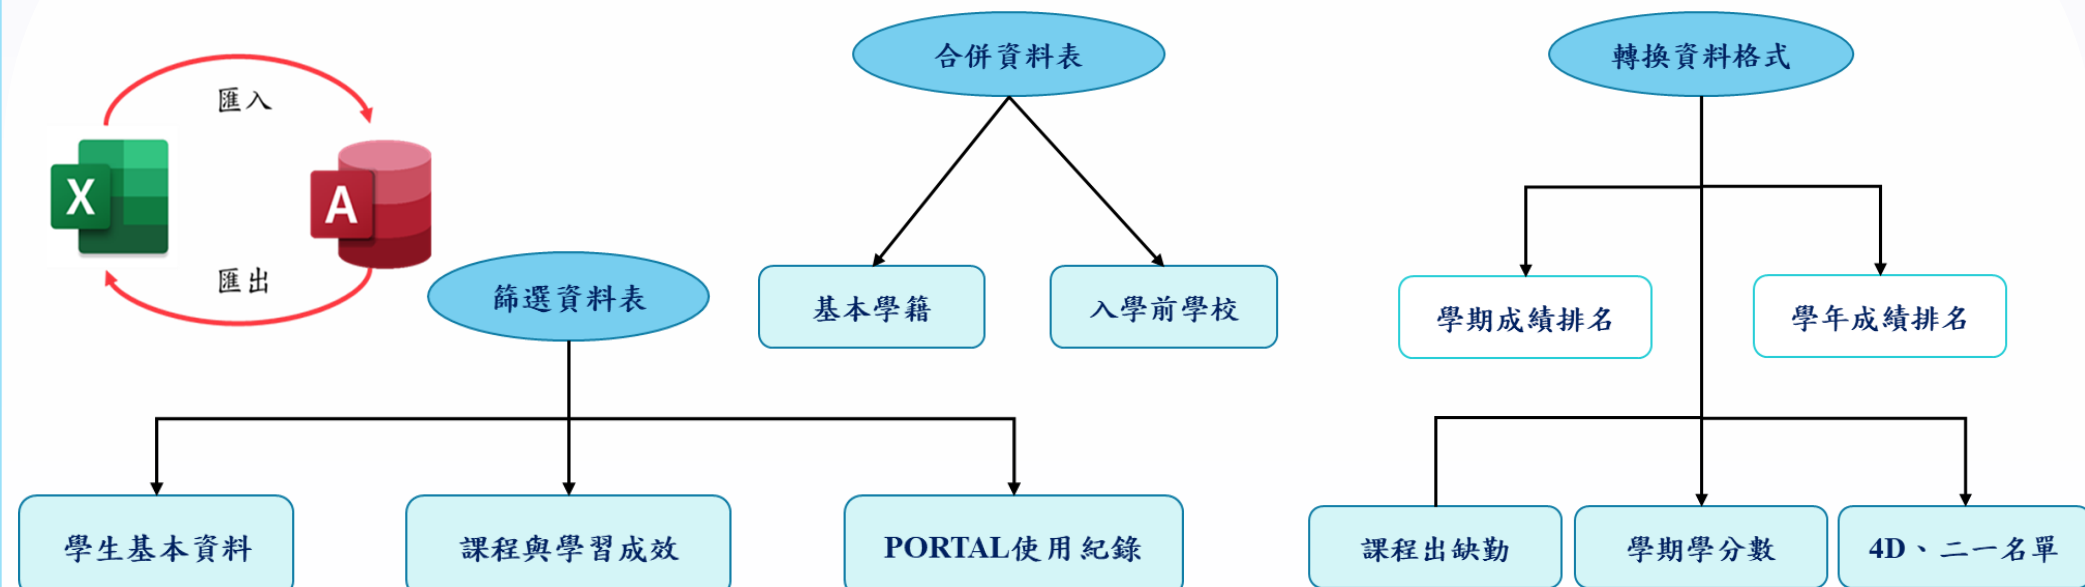 匯入
X
A
匯出
篩選資料表
學生基本資料
課程與學習成效
PORTAL使用紀錄
合併資料表
基本學籍
入學前學校
轉換資料格式
學期成績排名
學年成績排名
課程出缺勤
學期學分數
4D、二一名單